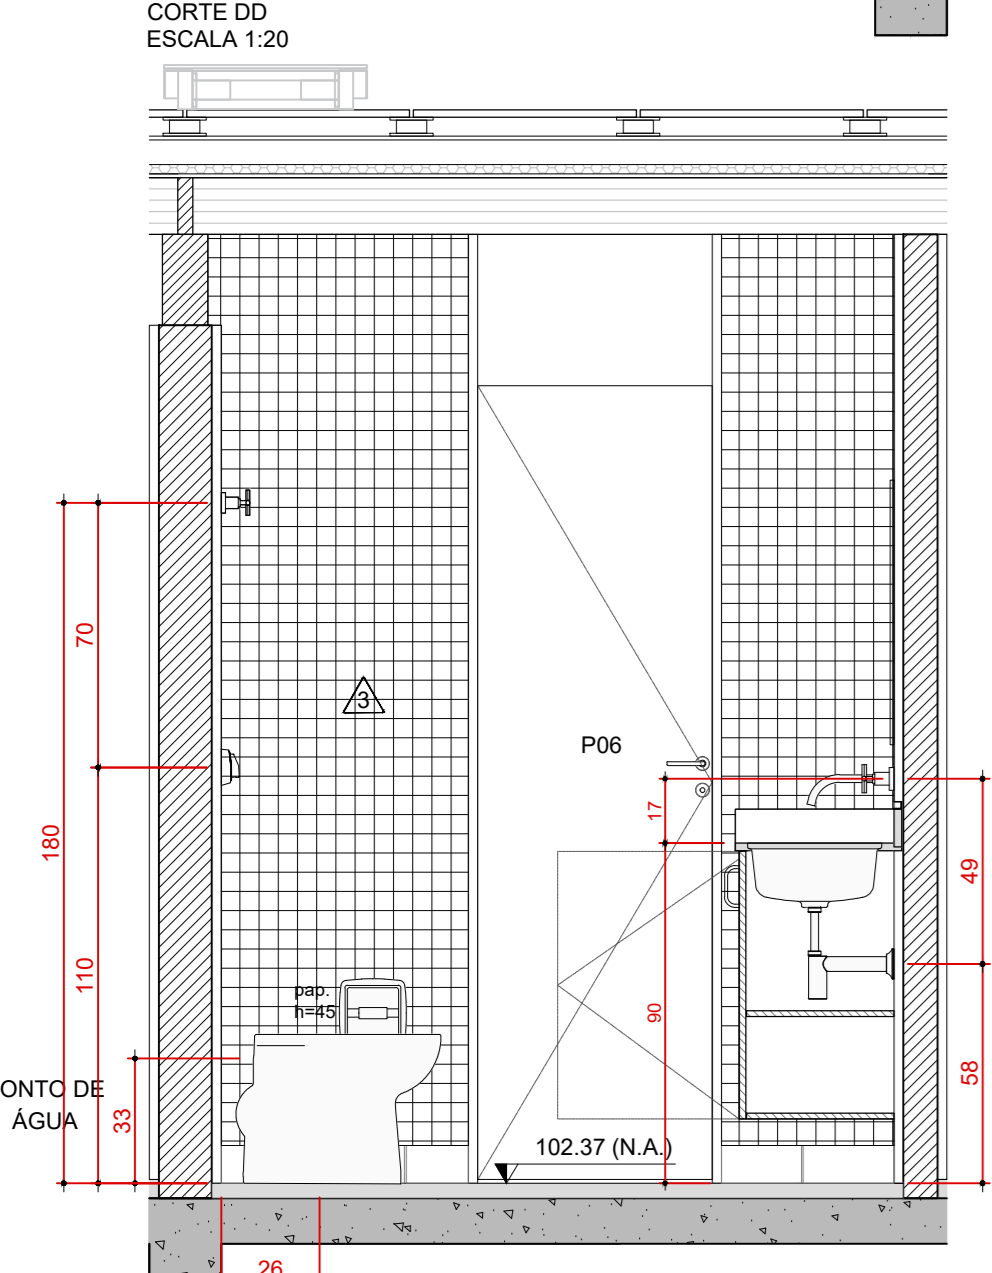 CORTE DD
ESCALA 1:20
70
3
P06
17
180
49
110
pap.
h=45
90
58
ONTO DE
ÁGUA
33
102.37 (N.A.)
26